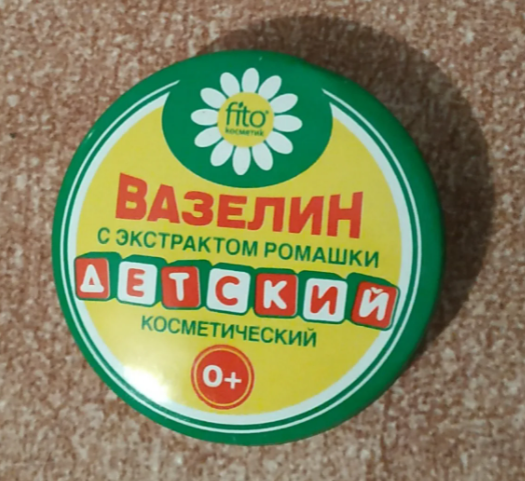 fito®
косметик
ВАЗЕЛИН
С ЭКСТРАКТОМ РОМАШКИ
ДЕТСКИЙ
КОСМЕТИЧЕСКИЙ
0+